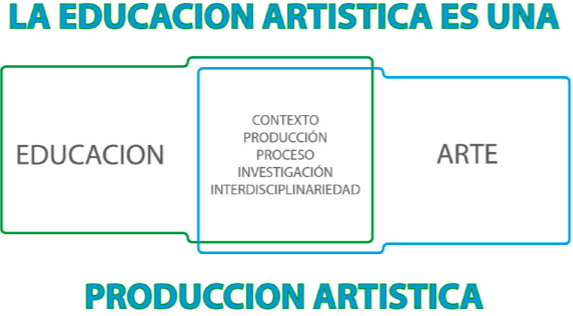 LA EDUCACION ARTISTICA ES UNA
EDUCACION
CONTEXTO
PRODUCCIÓN
PROCESO
INVESTIGACIÓN
INTERDISCIPLINARIEDAD
ARTE
PRODUCCION ARTISTICA